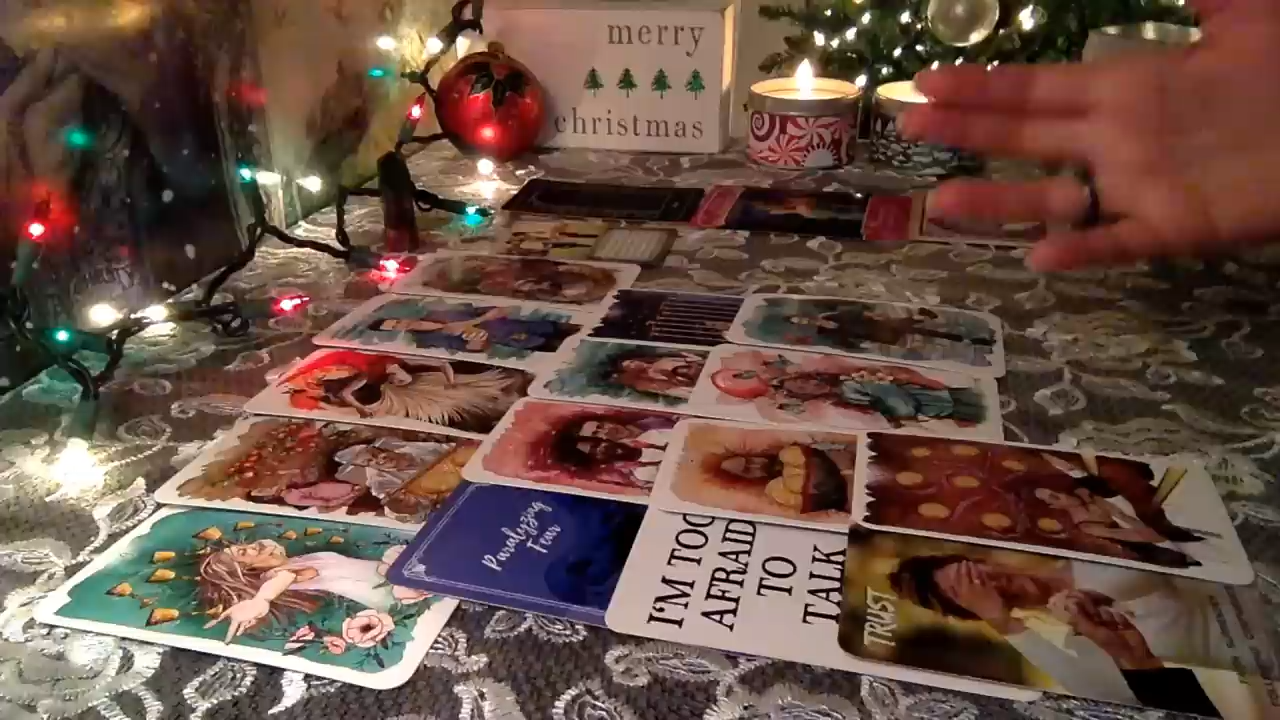 merry
christmas
Paralyzing
Fear
I'M TOO
AFRAID
TO
TALK
TRUST